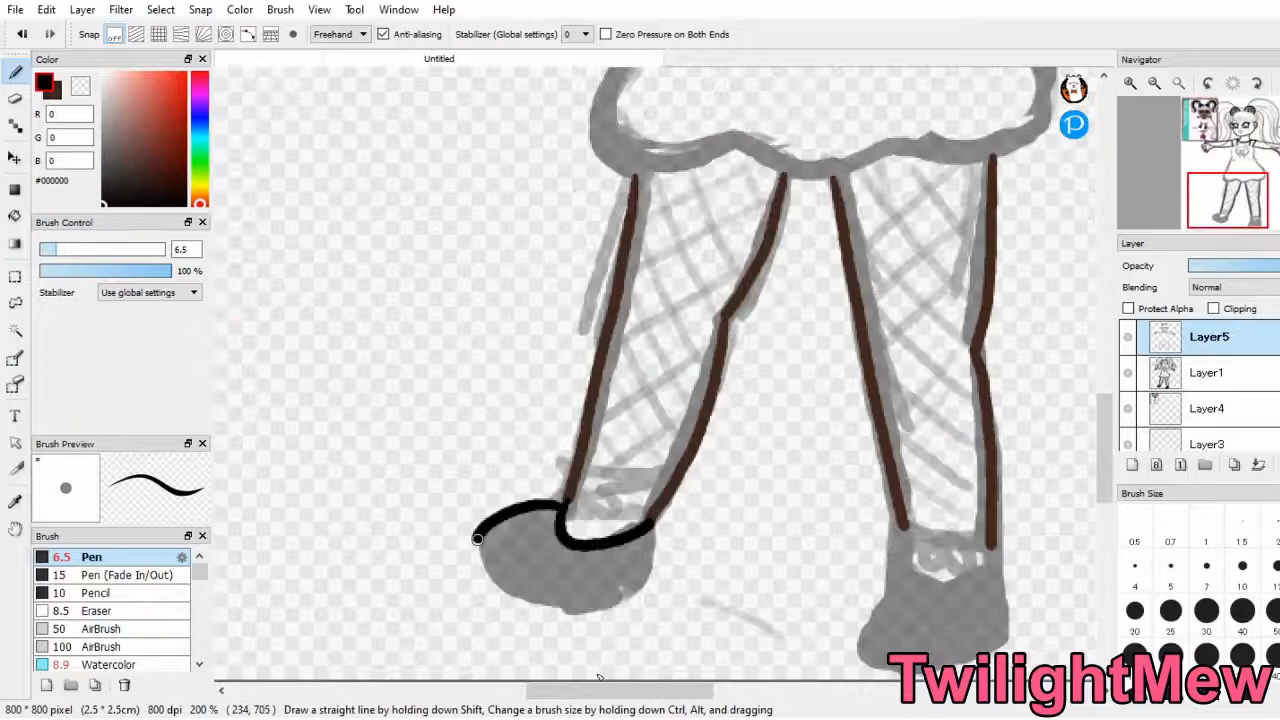 File Edit Layer Filter Select Snap Color Brush View Tool Window Help
Snap off Freehand Anti-aliasing Stabilizer (Global settings) 0 Zero Pressure on Both Ends
Color
Untitled
Navigator
R 0
G 0
B 0
#000000
Brush Control
6.5
100 %
Stabilizer Use global settings
Layer
Opacity
Blending Normal
Protect Alpha Clipping
Layer5
Layer1
Layer4
Layer3
Brush Preview
*
Brush
6.5 Pen
15 Pen (Fade In/Out)
10 Pencil
8.5 Eraser
50 AirBrush
100 AirBrush
8.9 Watercolor
Brush Size
0.5 0.7 1 1.5 2
4 5 7 10 12
20 25 30 40 50
TwilightMew
800 * 800 pixel (2.5 * 2.5cm) 800 dpi 200 % ( 234, 705 ) Draw a straight line by holding down Shift, Change a brush size by holding down Ctrl, Alt, and dragging